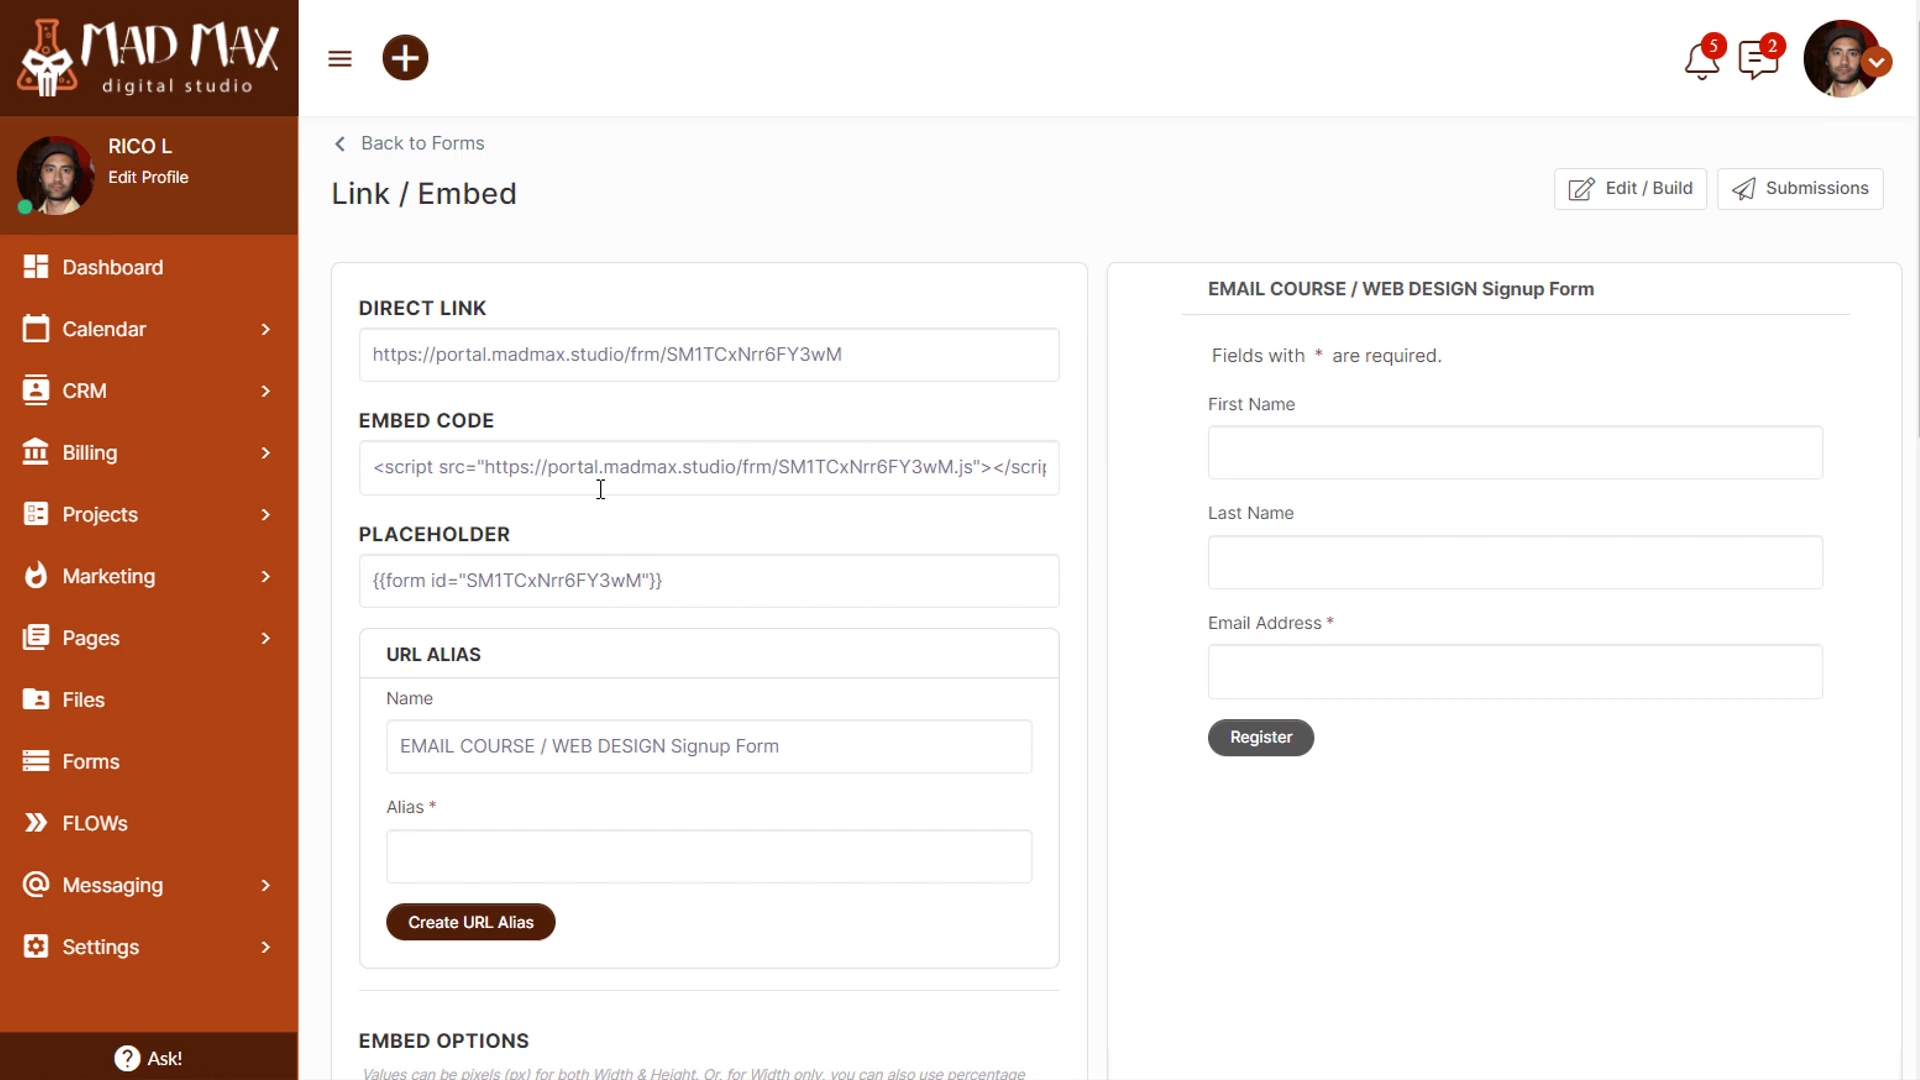 MAD MAX
digital studio
5
2
RICO L
Edit Profile
Dashboard
Calendar
CRM
Billing
Projects
Marketing
Pages
Files
Forms
FLOWs
Messaging
Settings
? Ask!
Back to Forms
Link / Embed
Edit / Build
Submissions
DIRECT LINK
https://portal.madmax.studio/frm/SM1TCxNrr6FY3wM
EMBED CODE
<script src="https://portal.madmax.studio/frm/SM1TCxNrr6FY3wM.js"></scrip
PLACEHOLDER
{{form id="SM1TCxNrr6FY3wM"}}
URL ALIAS
Name
EMAIL COURSE / WEB DESIGN Signup Form
Alias *
Create URL Alias
EMBED OPTIONS
Values can be pixels (px) for both Width & Height. Or, for Width only, you can also use percentage
EMAIL COURSE / WEB DESIGN Signup Form
Fields with * are required.
First Name
Last Name
Email Address *
Register